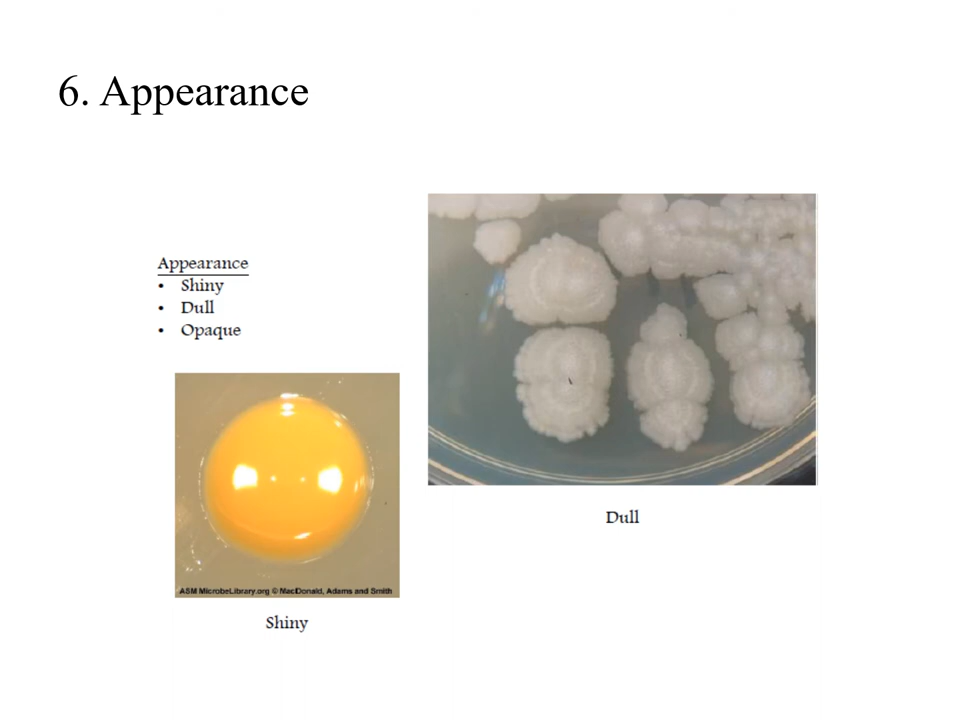 6. Appearance
Appearance
• Shiny
• Dull
• Opaque
Dull
ASM MicrobeLibrary.org © MacDonald, Adams and Smith
Shiny